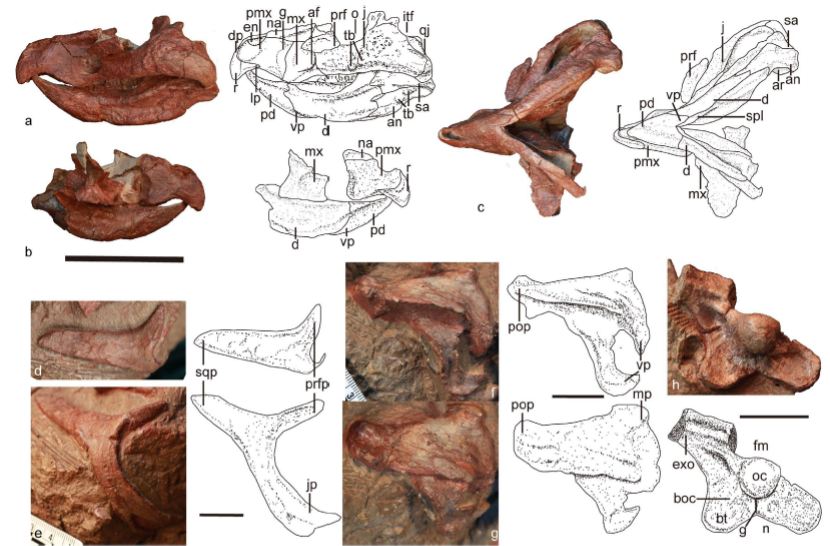 a
pmx na g mx af prf o j itf
dp en tb qj
r lp pd vp d an tb sa
b
mx na pmx r
d vp pd
c
r pd vp prf j sa
an
ar
d
spl
pmx d mx
d
sqp prfp
e
jp
f
pop vp
g
pop mp
h
exo fm
oc
boc bt g n